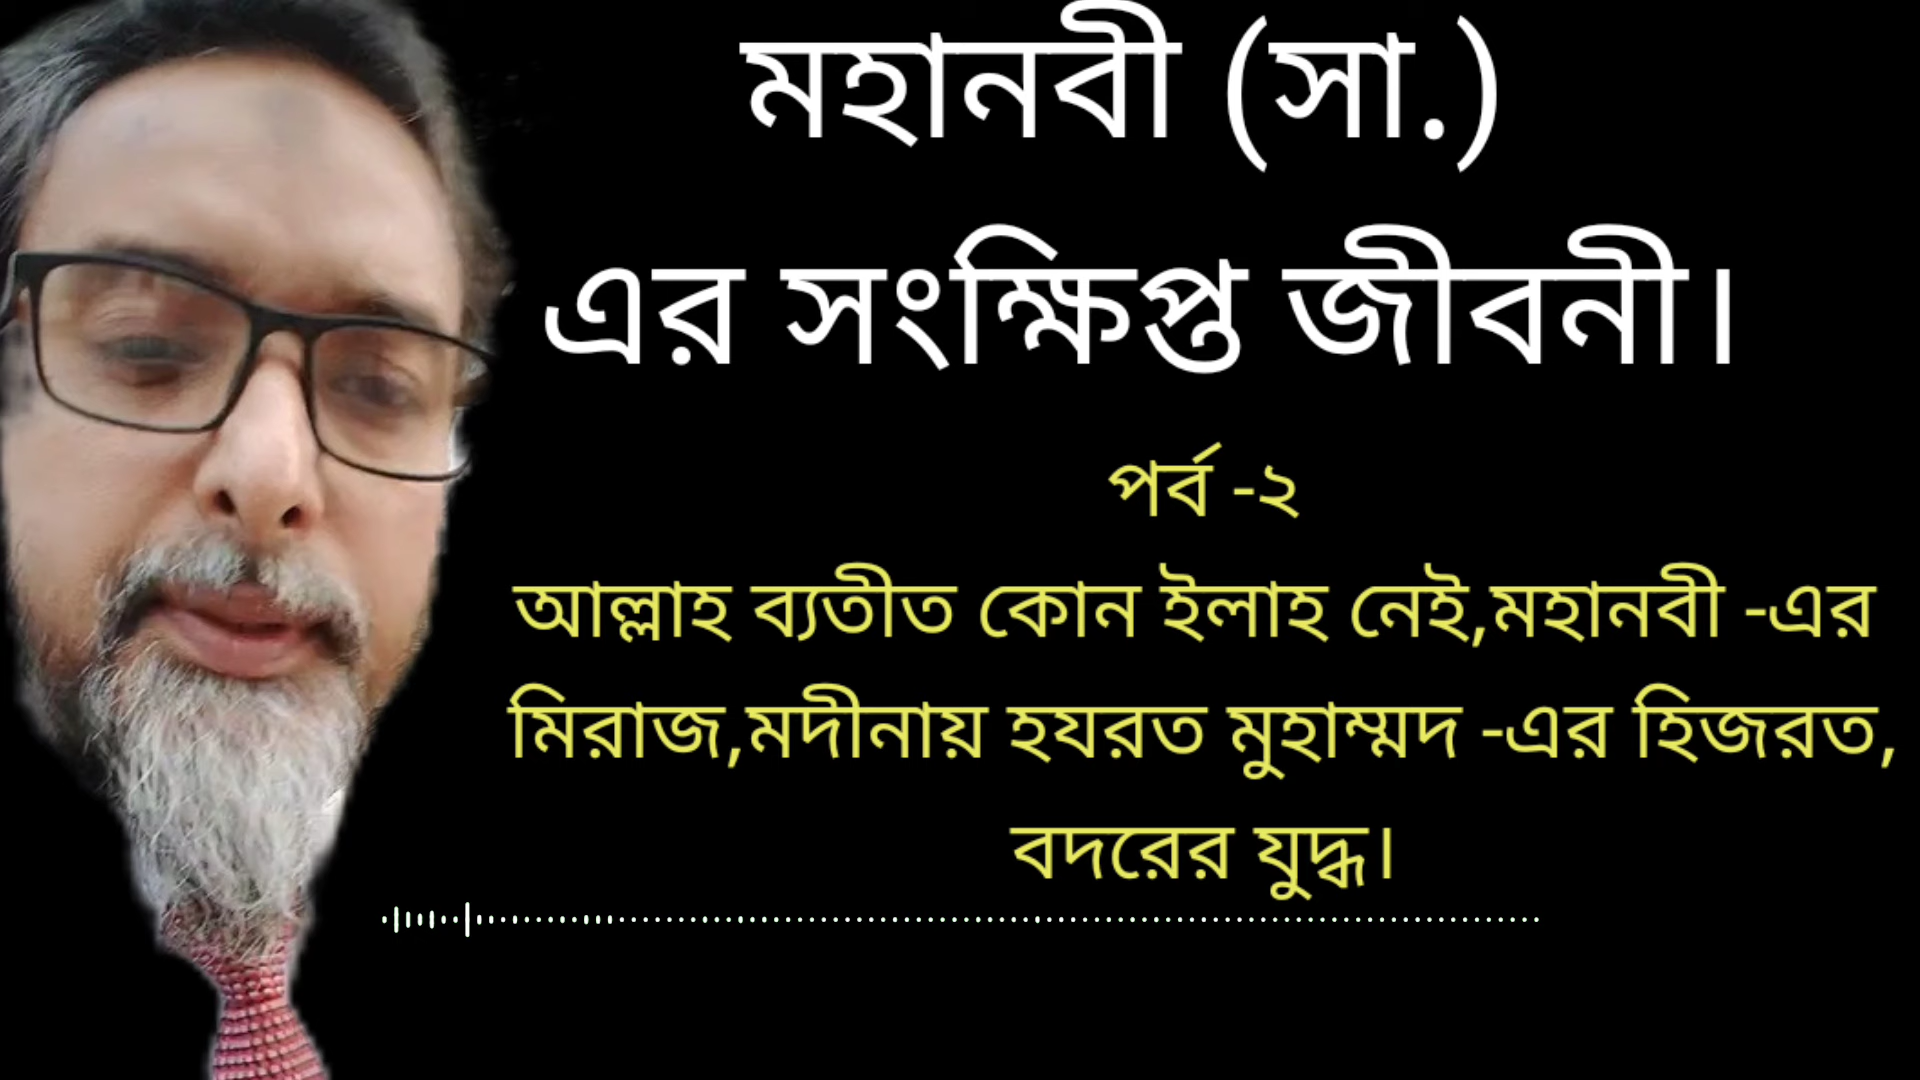 মহানবী (সা.)
এর সংক্ষিপ্ত জীবনী।
পর্ব -২
আল্লাহ ব্যতীত কোন ইলাহ নেই,মহানবী -এর
মিরাজ,মদীনায় হযরত মুহাম্মদ -এর হিজরত,
বদরের যুদ্ধ।